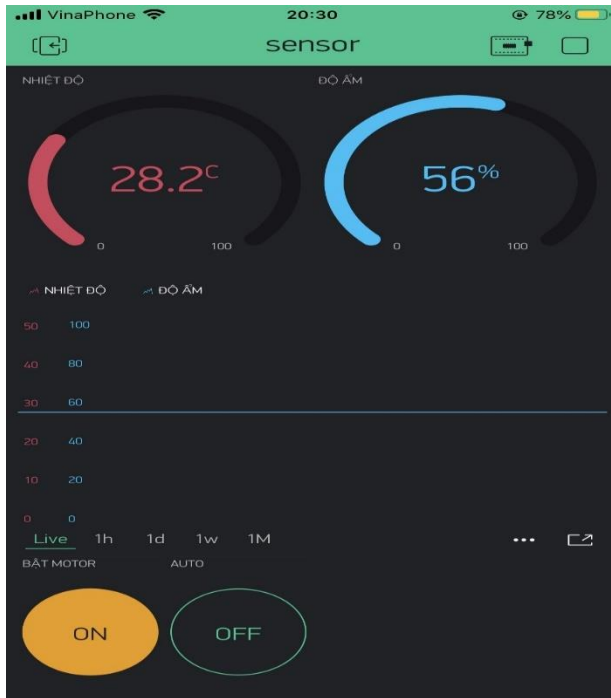 VinaPhone 20:30 78%
sensor
NHIỆT ĐỘ ĐỘ ẨM
28.2C 56%
0 100 0 100
NHIỆT ĐỘ ĐỘ ẨM
50 100
40 80
30 60
20 40
10 20
0 0
Live 1h 1d 1w 1M
BẬT MOTOR AUTO
ON OFF